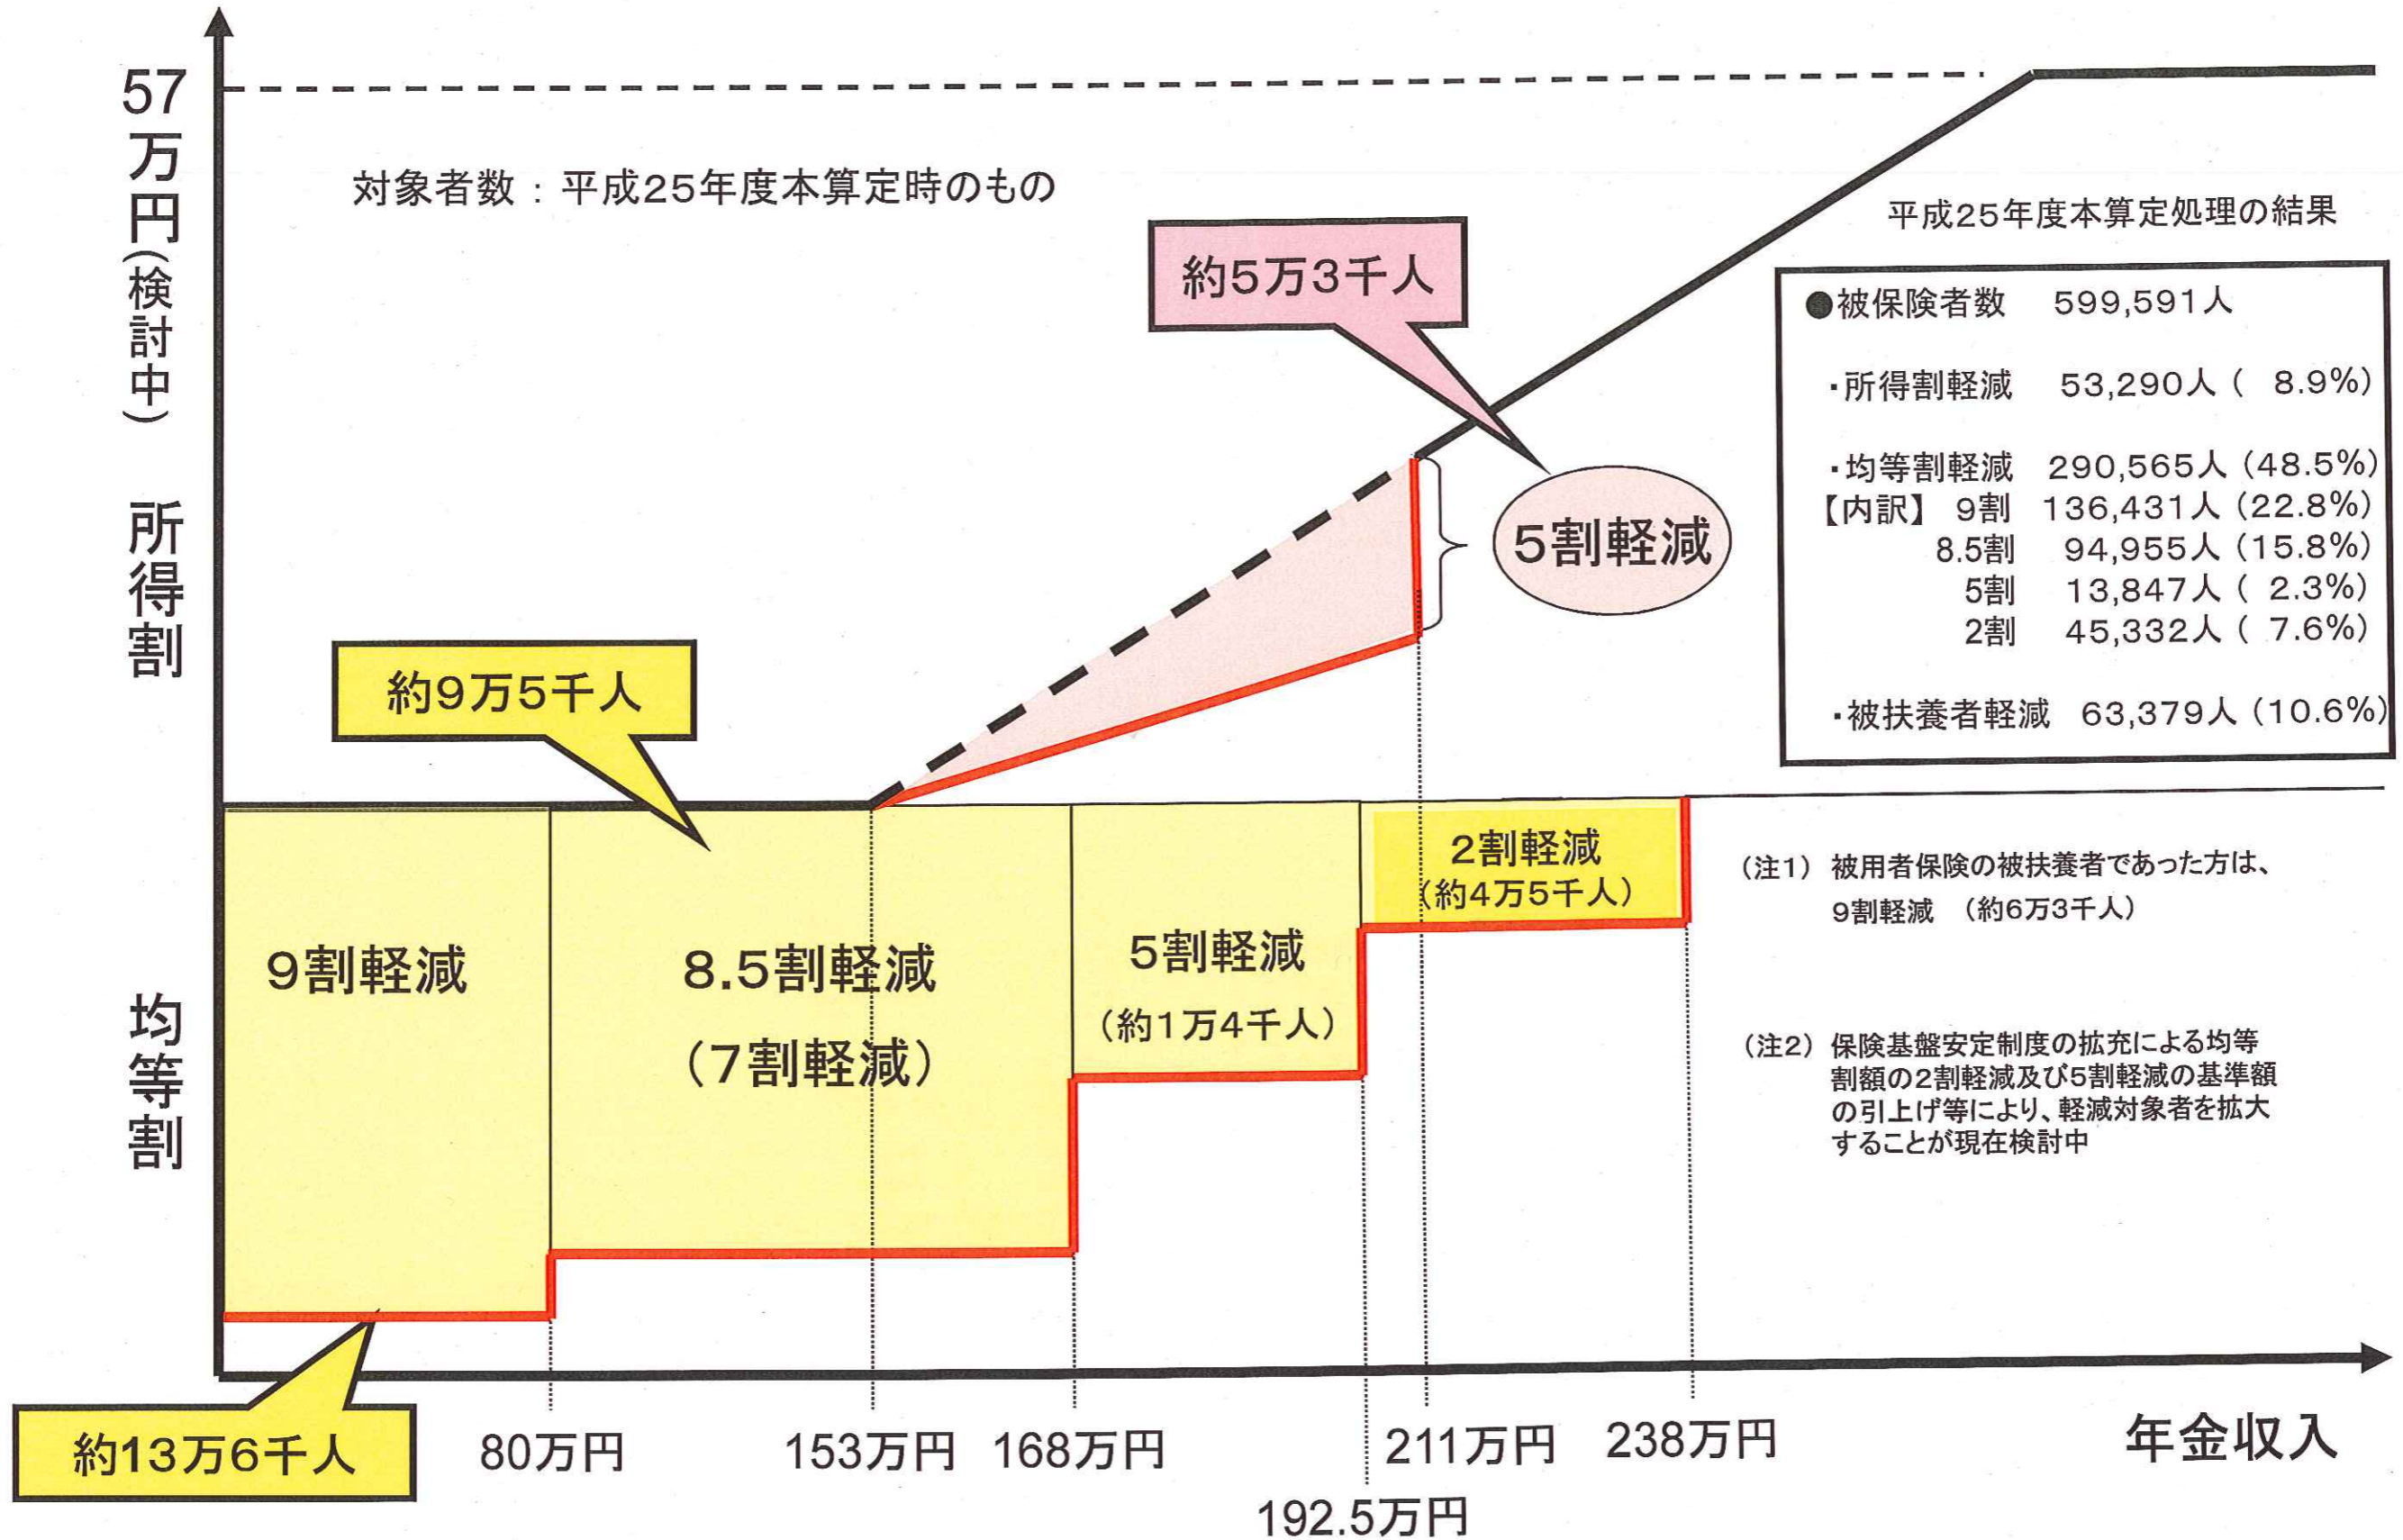 57万円(検討中)
所得割
均等割
対象者数：平成25年度本算定時のもの
約5万3千人
5割軽減
約9万5千人
平成25年度本算定処理の結果
●被保険者数　599,591人
・所得割軽減　53,290人（　8.9%）
・均等割軽減　290,565人（48.5%）
【内訳】 9割　136,431人（22.8%）
8.5割　94,955人（15.8%）
5割　13,847人（　2.3%）
2割　45,332人（　7.6%）
・被扶養者軽減　63,379人（10.6%）
9割軽減
8.5割軽減
（7割軽減）
5割軽減
（約1万4千人）
2割軽減
（約4万5千人）
（注1） 被用者保険の被扶養者であった方は、
9割軽減　（約6万3千人）
（注2） 保険基盤安定制度の拡充による均等
割額の2割軽減及び5割軽減の基準額
の引上げ等により、軽減対象者を拡大
することが現在検討中
約13万6千人
80万円
153万円
168万円
192.5万円
211万円
238万円
年金収入